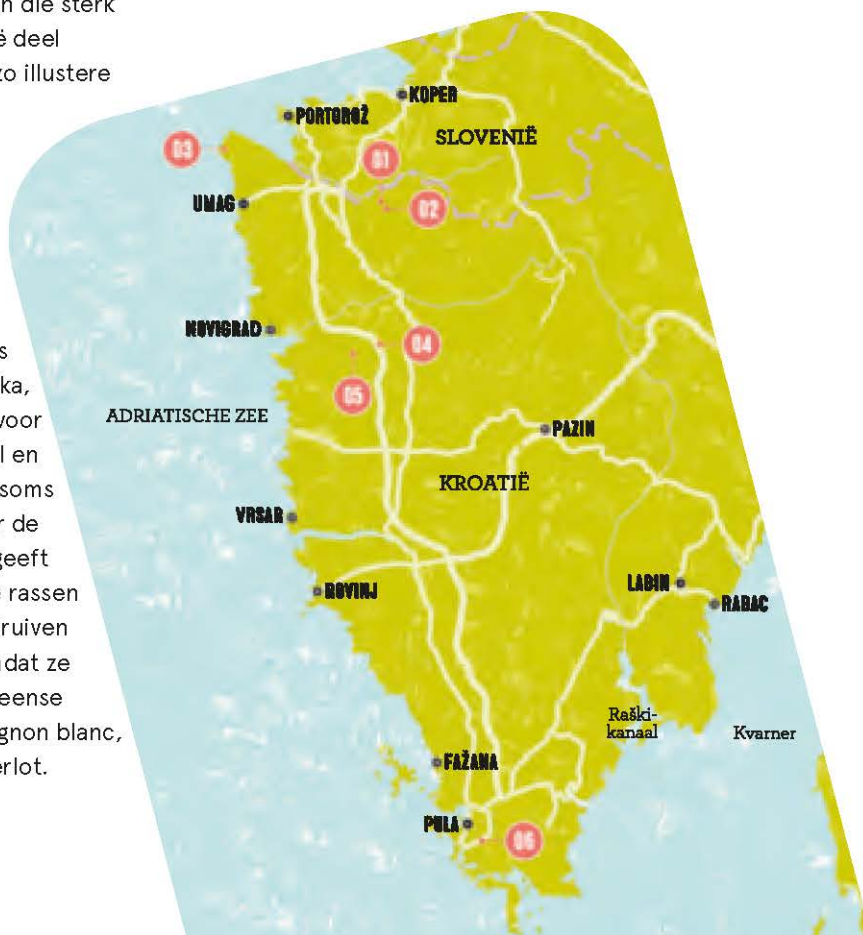 n die sterk
ë deel
zo illustere
s
ka,
voor
l en
soms
r de
geeft
e rassen
ruiven
ndat ze
eense
gnon blanc,
erlot.
KOPER
PORTOROŽ
SLOVENIË
03
01
UMAG
02
NOVIGRAD
04
05
ADRIATISCHE ZEE
PAZIN
KROATIË
VRSAR
LABIN
ROVINJ
RABAC
Raški-
kanaal
Kvarner
FAŽANA
PULA
06